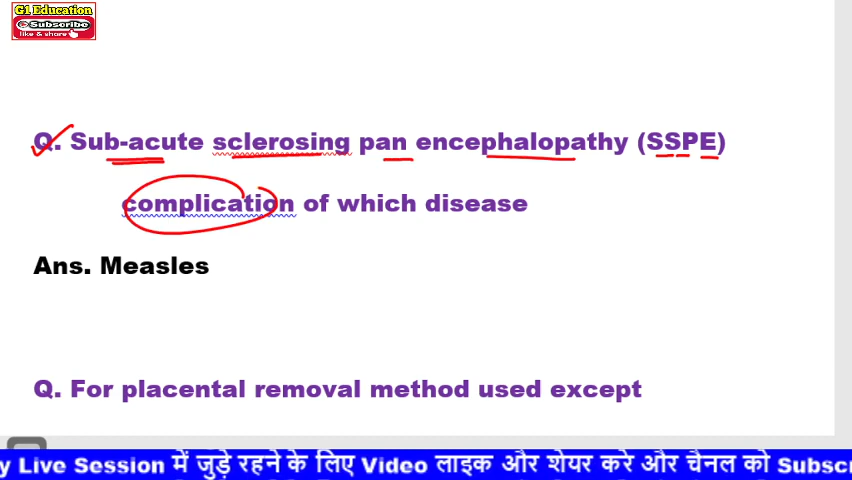 G1 Education
Subscribe
like & share
Q. Sub-acute sclerosing pan encephalopathy (SSPE)
complication of which disease
Ans. Measles
Q. For placental removal method used except
y Live Session में जुड़े रहने के लिए Video लाइक और शेयर करे और चैनल को Subscr